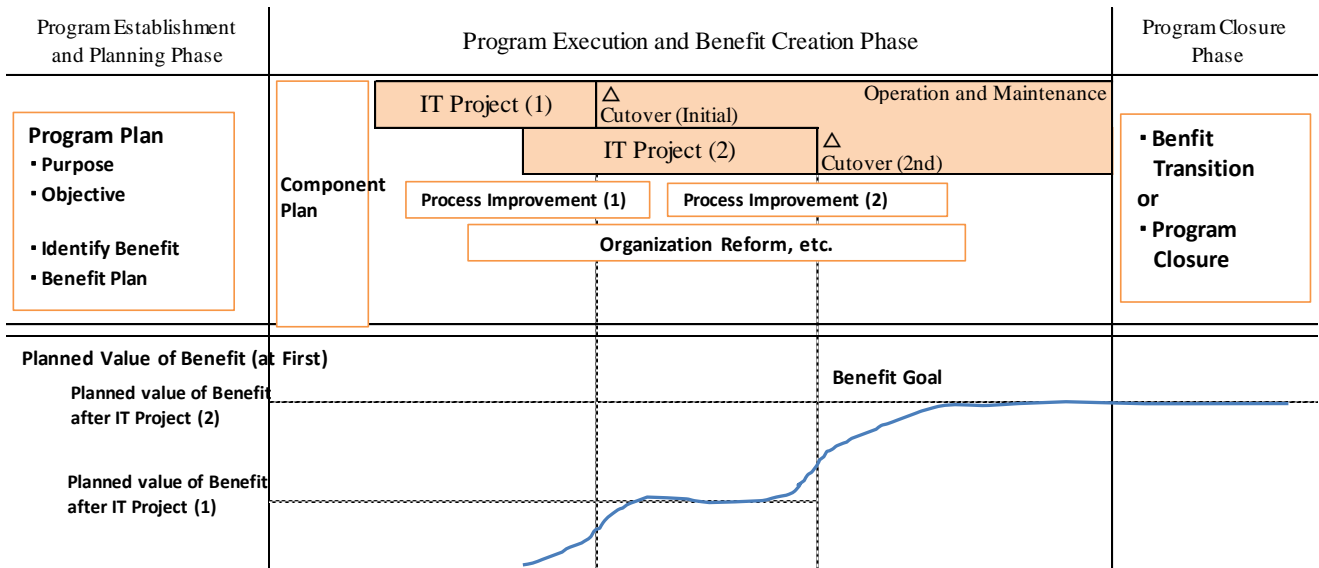 Program Establishment
and Planning Phase
Program Execution and Benefit Creation Phase
Program Closure
Phase
Program Plan
・Purpose
・Objective
・Identify Benefit
・Benefit Plan
Component
Plan
IT Project (1)
△
Cutover (Initial)
Operation and Maintenance
IT Project (2)
△
Cutover (2nd)
Process Improvement (1)
Process Improvement (2)
Organization Reform, etc.
・Benfit
Transition
or
・Program
Closure
Planned Value of Benefit (at First)
Planned value of Benefit
after IT Project (2)
Benefit Goal
Planned value of Benefit
after IT Project (1)